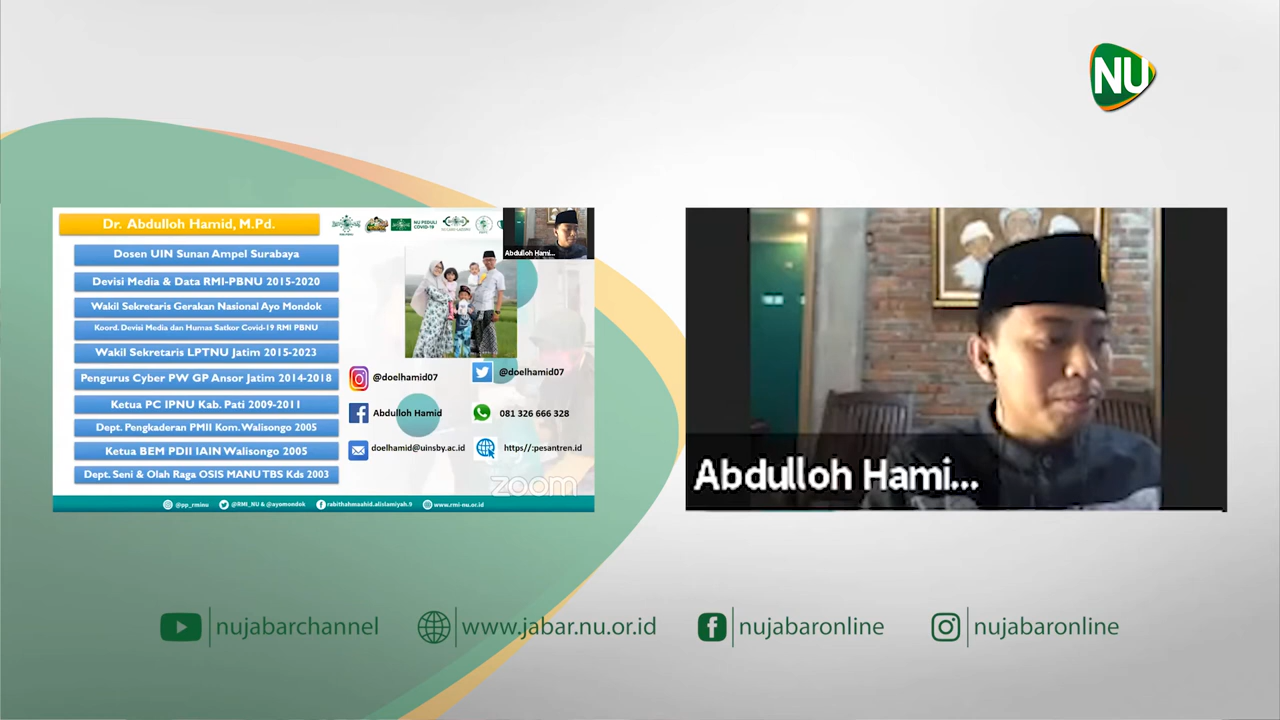 NU
Dr. Abdulloh Hamid, M.Pd.
NU PEDULI
COVID-19
Abdulloh Hami...
Dosen UIN Sunan Ampel Surabaya
Devisi Media & Data RMI-PBNU 2015-2020
Wakil Sekretaris Gerakan Nasional Ayo Mondok
Koord. Devisi Media dan Humas Satkor Covid-19 RMI PBNU
Wakil Sekretaris LPTNU Jatim 2015-2023
Pengurus Cyber PW GP Ansor Jatim 2014-2018
Ketua PC IPNU Kab. Pati 2009-2011
Dept. Pengkaderan PMII Kom. Walisongo 2005
Ketua BEM PDII IAIN Walisongo 2005
Dept. Seni & Olah Raga OSIS MANU TBS Kds 2003
@doelhamid07
@doelhamid07
Abdulloh Hamid
081 326 666 328
doelhamid@uinsby.ac.id
https//:pesantren.id
zoom
@pp_rminu
@RMI_NU & @ayomondok
rabithahmaahid.alislamiyah.9
www.rmi-nu.or.id
Abdulloh Hami...
nujabarchannel
www.jabar.nu.or.id
nujabaronline
nujabaronline